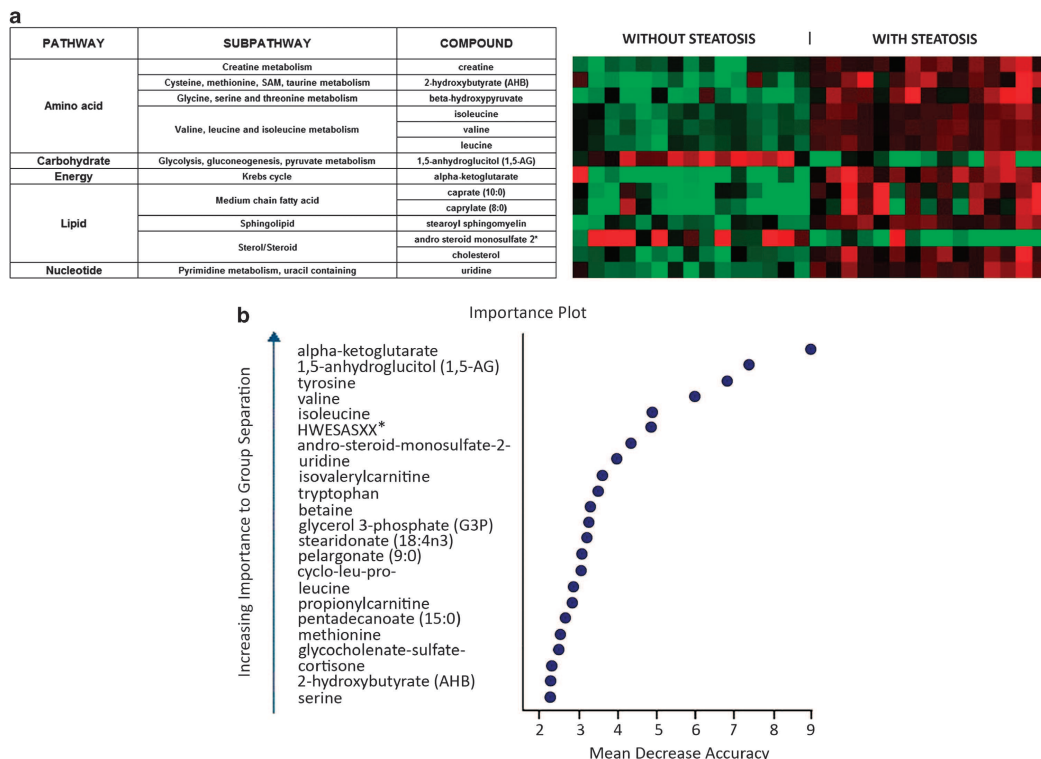 a
PATHWAY SUBPATHWAY COMPOUND
WITHOUT STEATOSIS | WITH STEATOSIS
Amino acid
Creatine metabolism creatine
Cysteine, methionine, SAM, taurine metabolism 2-hydroxybutyrate (AHB)
Glycine, serine and threonine metabolism beta-hydroxypyruvate
Valine, leucine and isoleucine metabolism
isoleucine
valine
leucine
Carbohydrate Glycolysis, gluconeogenesis, pyruvate metabolism 1,5-anhydroglucitol (1,5-AG)
Energy Krebs cycle alpha-ketoglutarate
Lipid
Medium chain fatty acid
caprate (10:0)
caprylate (8:0)
Sphingolipid stearoyl sphingomyelin
Sterol/Steroid
andro steroid monosulfate 2*
cholesterol
Nucleotide Pyrimidine metabolism, uracil containing uridine
b
Importance Plot
Increasing Importance to Group Separation
alpha-ketoglutarate
1,5-anhydroglucitol (1,5-AG)
tyrosine
valine
isoleucine
HWESASXX*
andro-steroid-monosulfate-2-
uridine
isovalerylcarnitine
tryptophan
betaine
glycerol 3-phosphate (G3P)
stearidonate (18:4n3)
pelargonate (9:0)
cyclo-leu-pro-
leucine
propionylcarnitine
pentadecanoate (15:0)
methionine
glycocholenate-sulfate-
cortisone
2-hydroxybutyrate (AHB)
serine
2 3 4 5 6 7 8 9
Mean Decrease Accuracy